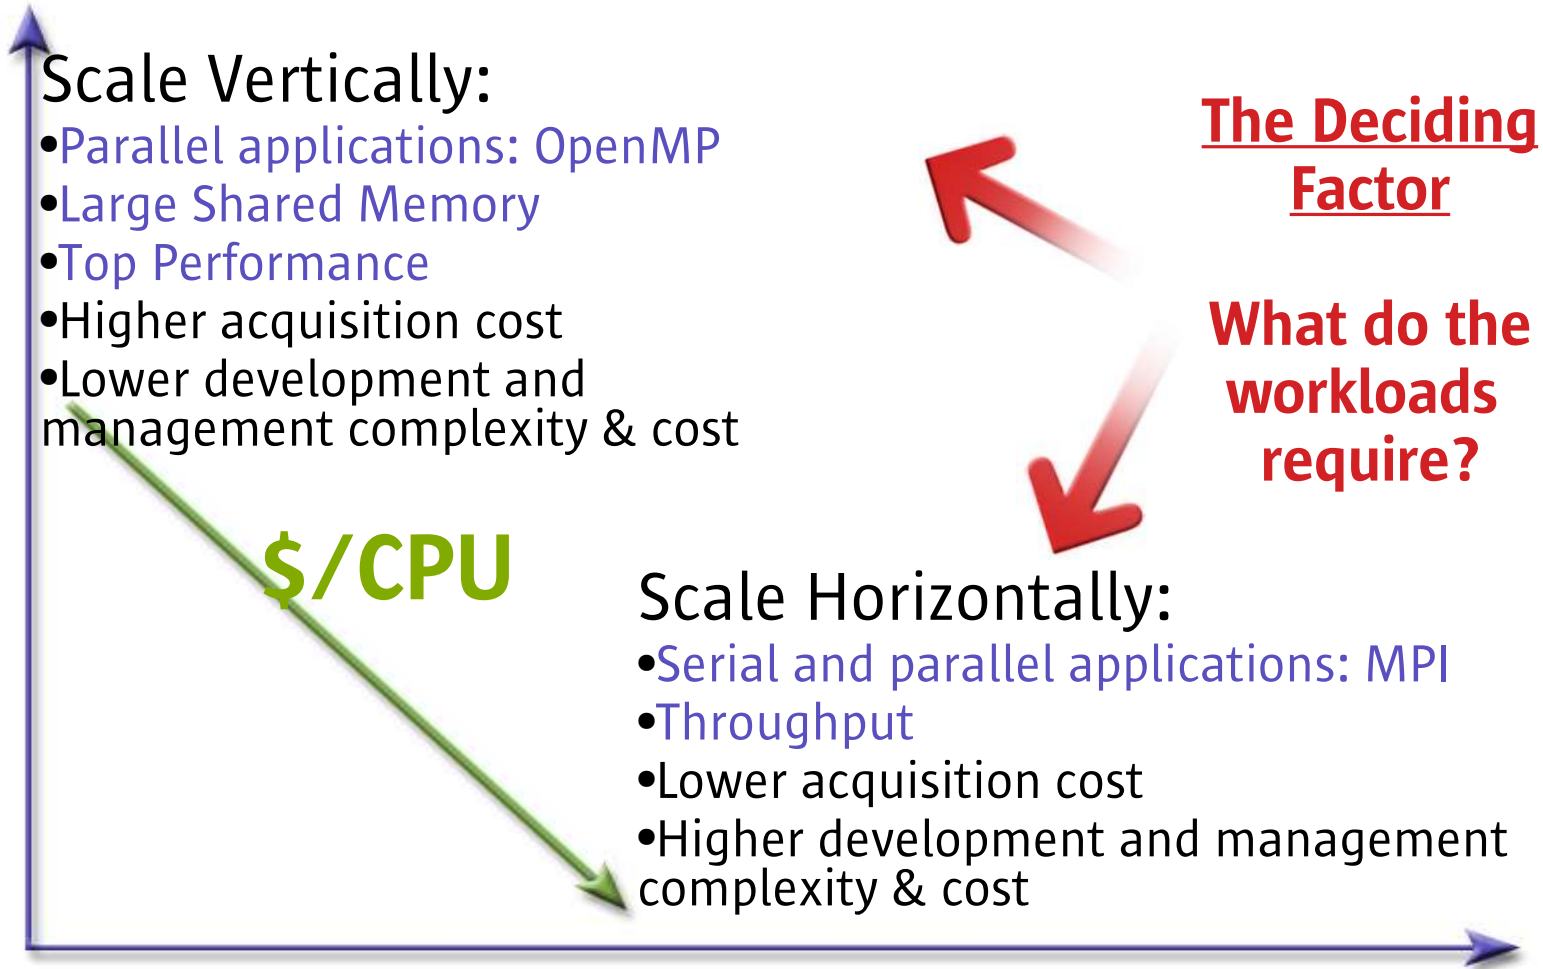 Scale Vertically:
•Parallel applications: OpenMP
•Large Shared Memory
•Top Performance
•Higher acquisition cost
•Lower development and
management complexity & cost
The Deciding
Factor
What do the
workloads
require?
$/CPU
Scale Horizontally:
•Serial and parallel applications: MPI
•Throughput
•Lower acquisition cost
•Higher development and management
complexity & cost